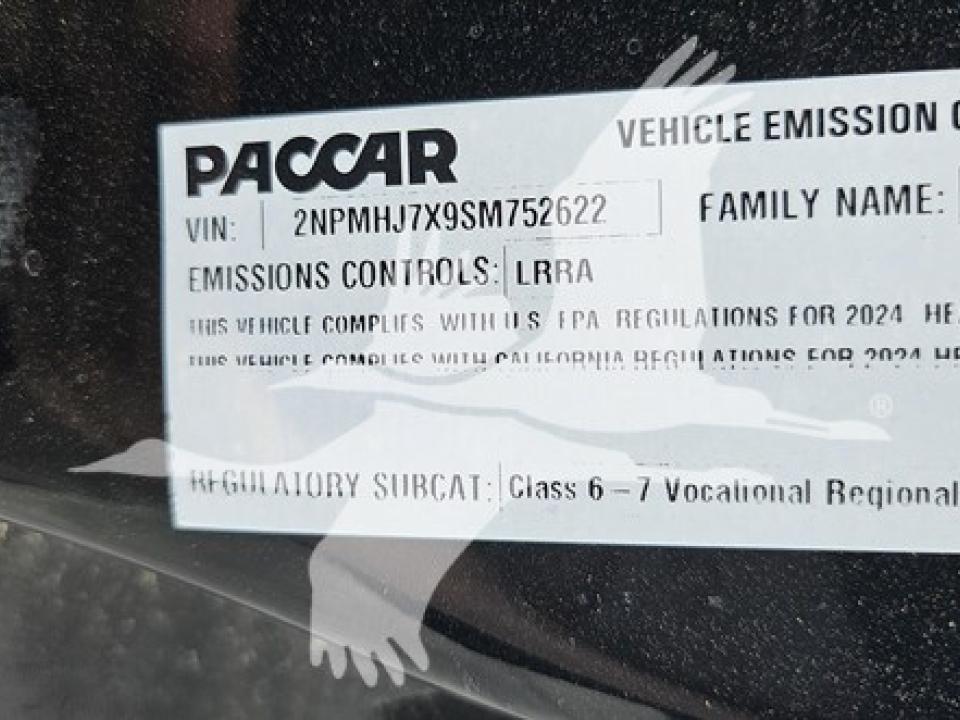 PACCAR
VEHICLE EMISSION
VIN: 2NPMHJ7X9SM752622
FAMILY NAME:
EMISSIONS CONTROLS: LRRA
THIS VEHICLE COMPLIES WITH U.S. EPA REGULATIONS FOR 2024
THIS VEHICLE COMPLIES WITH CALIFORNIA REGULATIONS FOR 2024
®
REGULATORY SUBCAT: Class 6 – 7 Vocational Regional